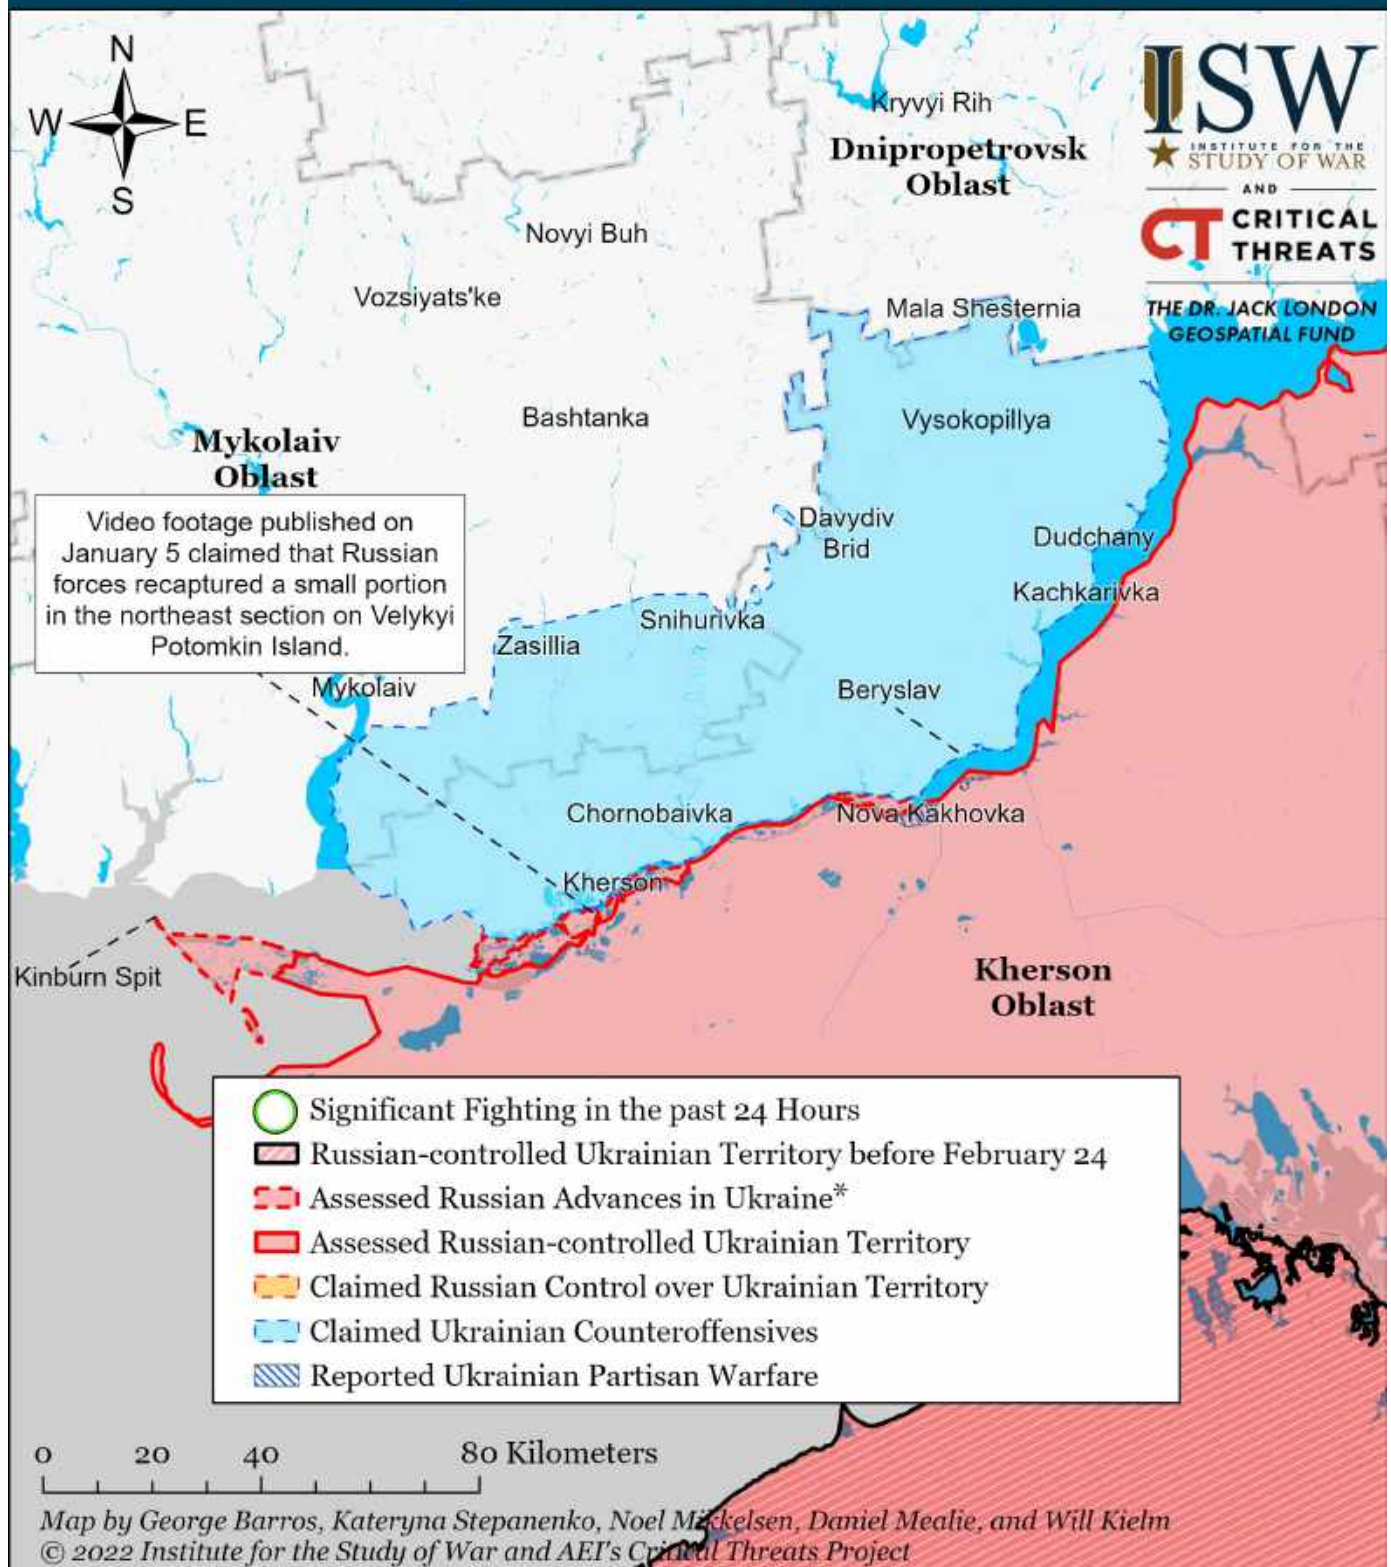 N
W E
S
ISW
INSTITUTE FOR THE
STUDY OF WAR
AND
CT CRITICAL
THREATS
THE DR. JACK LONDON
GEOSPATIAL FUND
Kryvyi Rih
Dnipropetrovsk
Oblast
Novyi Buh
Vozsiyats'ke
Mala Shesternia
Bashtanka
Vysokopillya
Mykolaiv
Oblast
Video footage published on
January 5 claimed that Russian
forces recaptured a small portion
in the northeast section on Velykyi
Potomkin Island.
Davydiv
Brid
Dudchany
Kachkarivka
Snihurivka
Zasillia
Mykolaiv
Beryslav
Chornobaivka
Nova Kakhovka
Kherson
Kinburn Spit
Kherson
Oblast
Significant Fighting in the past 24 Hours
Russian-controlled Ukrainian Territory before February 24
Assessed Russian Advances in Ukraine*
Assessed Russian-controlled Ukrainian Territory
Claimed Russian Control over Ukrainian Territory
Claimed Ukrainian Counteroffensives
Reported Ukrainian Partisan Warfare
0 20 40 80 Kilometers
Map by George Barros, Kateryna Stepanenko, Noel Mikkelsen, Daniel Mealie, and Will Kielm
© 2022 Institute for the Study of War and AEI's Critical Threats Project